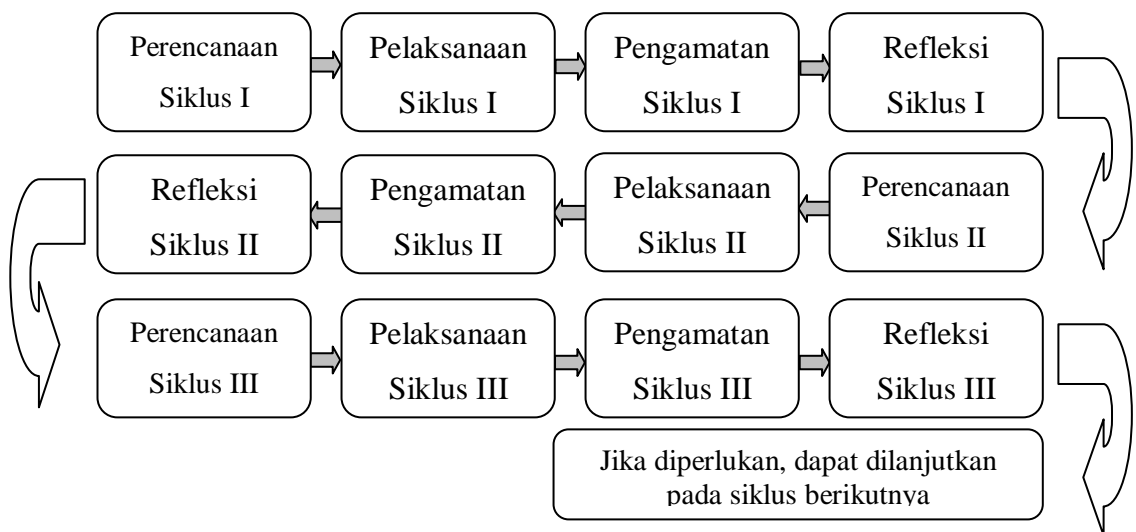 Perencanaan
Siklus I
Pelaksanaan
Siklus I
Pengamatan
Siklus I
Refleksi
Siklus I
Refleksi
Siklus II
Pengamatan
Siklus II
Pelaksanaan
Siklus II
Perencanaan
Siklus II
Perencanaan
Siklus III
Pelaksanaan
Siklus III
Pengamatan
Siklus III
Refleksi
Siklus III
Jika diperlukan, dapat dilanjutkan
pada siklus berikutnya